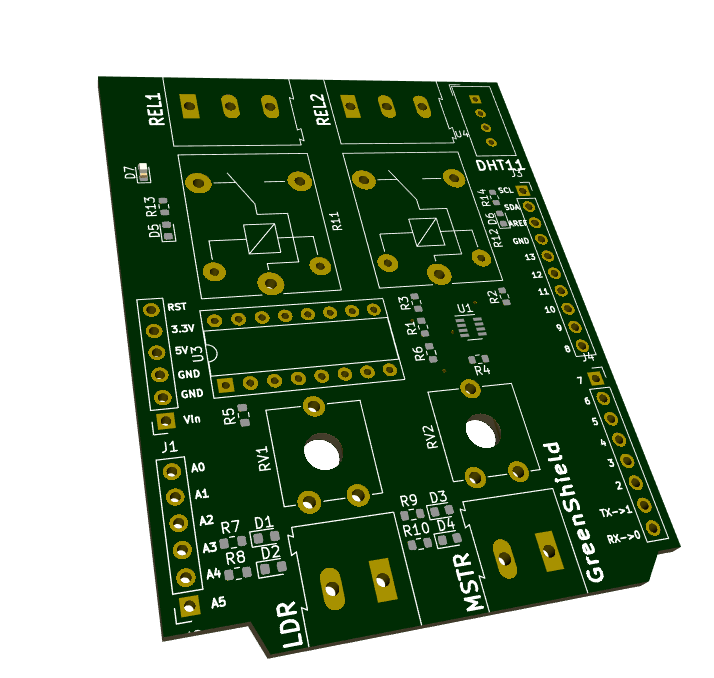 REL1
REL2
U4
DHT11
J3
D7
R13
D5
R11
R14
D6
R12
SCL
SDA
AREF
GND
13
12
11
10
9
8
J4
7
6
5
4
3
2
TX->1
RX->0
RST
3.3V
5V
GND
GND
Vin
U3
R3
R1
R6
U1
R2
R4
J1
A0
A1
A2
A3
A4
A5
R5
RV1
RV2
R7
D1
R8
D2
R9
D3
R10
D4
LDR
MSTR
GreenShield